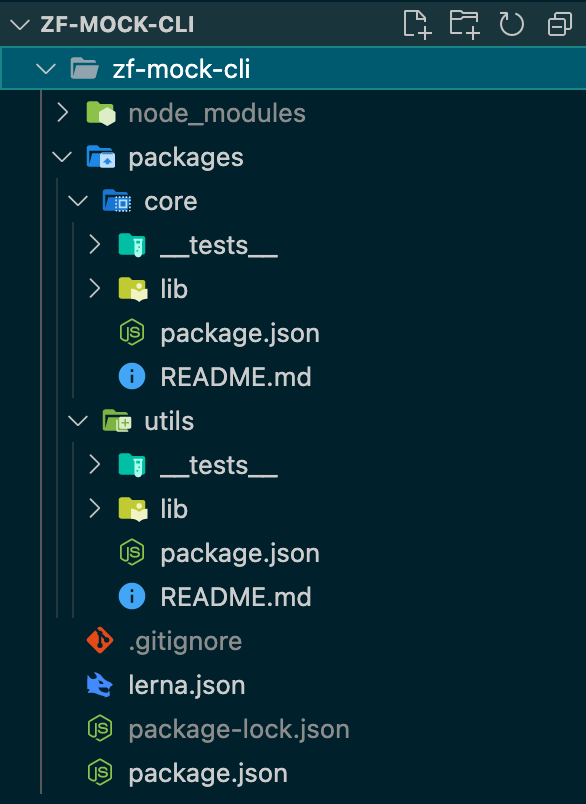 ZF-MOCK-CLI
zf-mock-cli
node_modules
packages
core
__tests__
lib
package.json
README.md
utils
__tests__
lib
package.json
README.md
.gitignore
lerna.json
package-lock.json
package.json